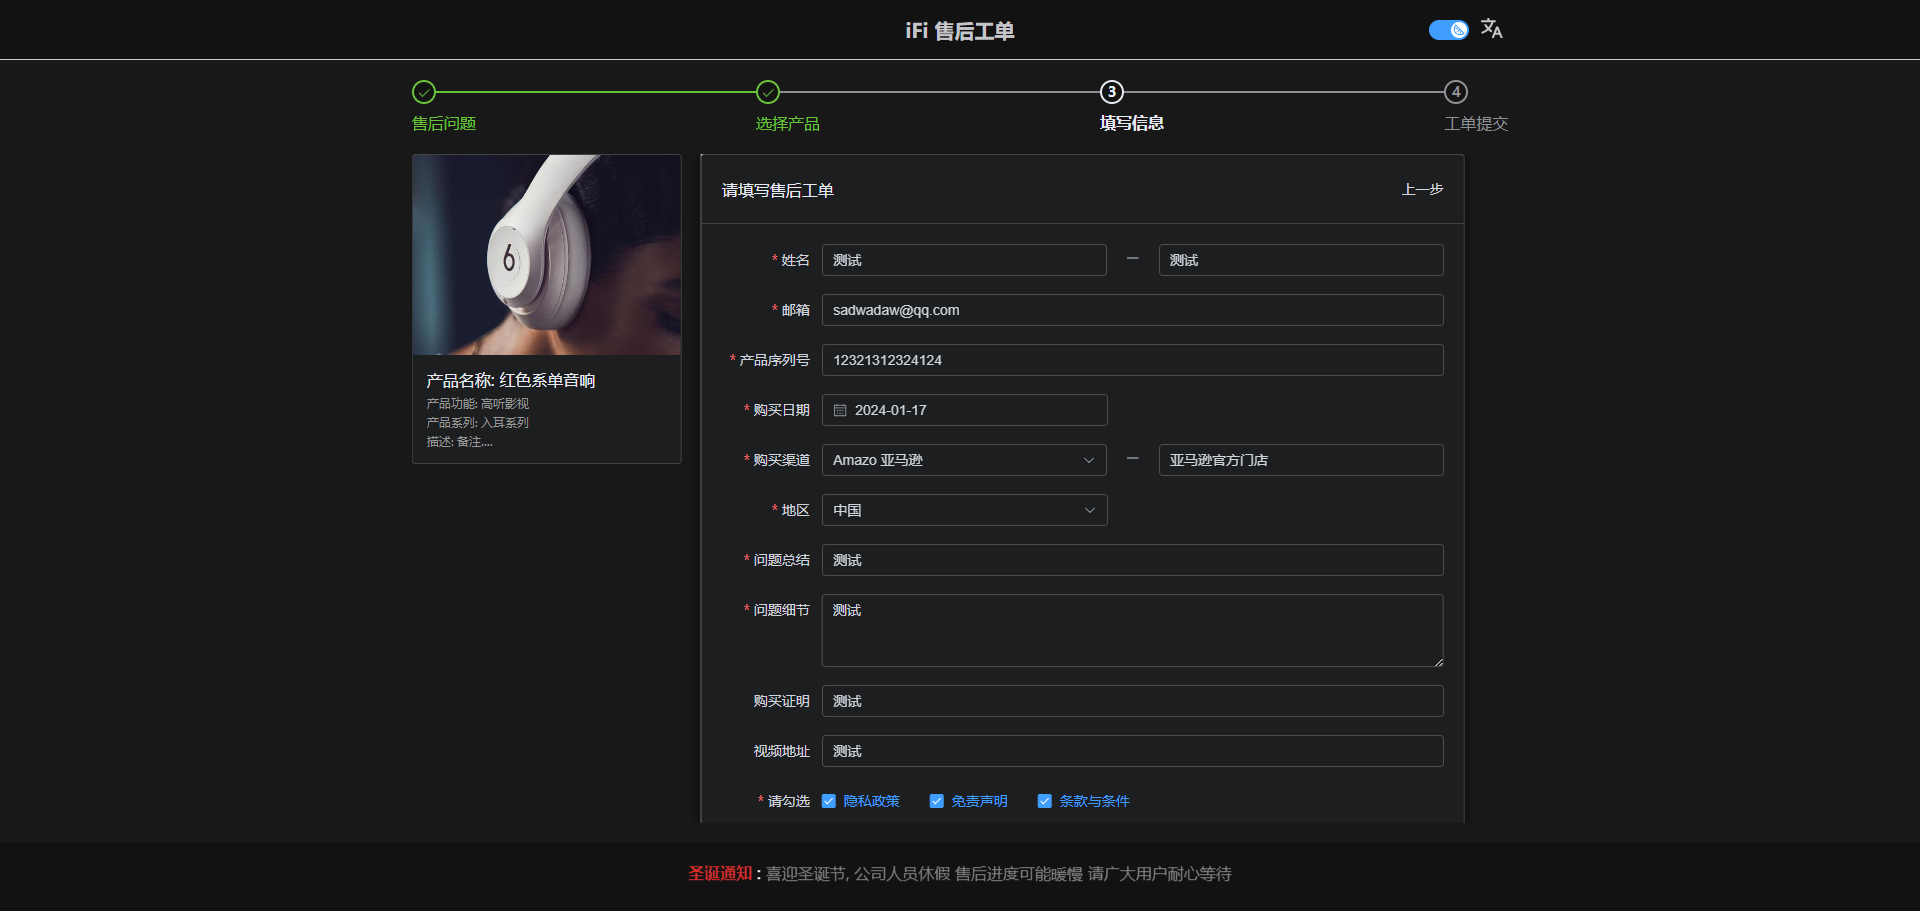 iFi 售后工单
售后问题
选择产品
3
填写信息
4
工单提交
6
产品名称: 红色系单音响
产品功能: 高听影视
产品系列: 入耳系列
描述: 备注....
请填写售后工单
上一步
* 姓名 测试 — 测试
* 邮箱 sadwadaw@qq.com
* 产品序列号 12321312324124
* 购买日期 2024-01-17
* 购买渠道 Amazo 亚马逊 — 亚马逊官方门店
* 地区 中国
* 问题总结 测试
* 问题细节 测试
购买证明 测试
视频地址 测试
* 请勾选 隐私政策 免责声明 条款与条件
圣诞通知 : 喜迎圣诞节, 公司人员休假 售后进度可能暖慢 请广大用户耐心等待